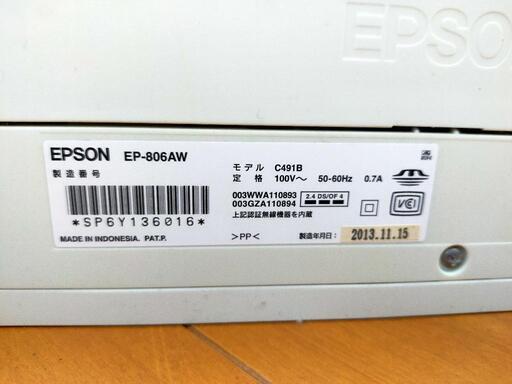 EPSON
EPSON EP-806AW
製造番号
*SP6Y136016*
MADE IN INDONESIA. PAT.P.
モデル C491B
定格 100V～ 50-60Hz 0.7A
003WWA110893
003GZA110894
2.4 DS/OF 4
上記認証無線機器を内蔵
>PP<
製造年月日: 2013.11.15
VCI